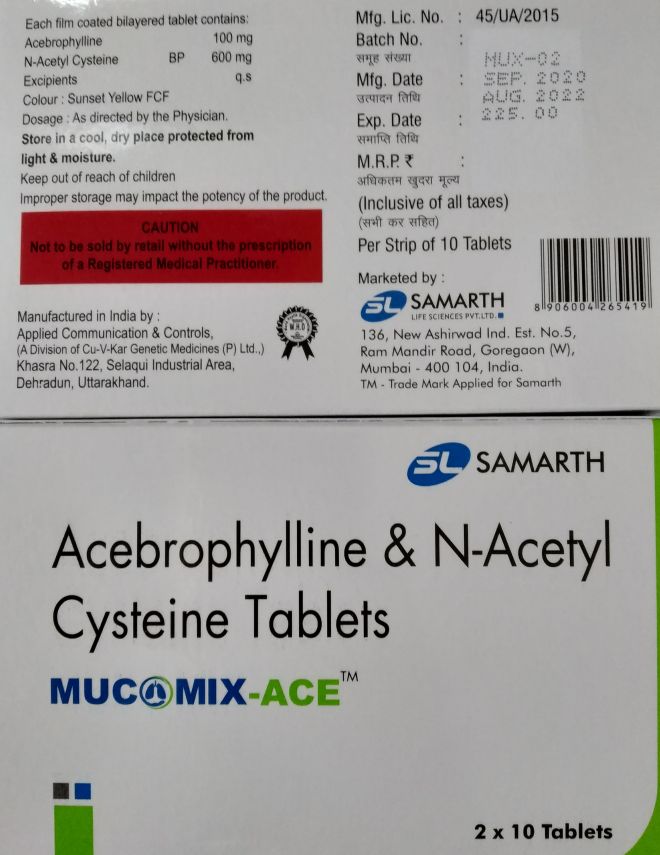 Each film coated bilayered tablet contains:
Acebrophylline 100 mg
N-Acetyl Cysteine BP 600 mg
Excipients q.s
Colour : Sunset Yellow FCF
Dosage : As directed by the Physician.
Store in a cool, dry place protected from
light & moisture.
Keep out of reach of children
Improper storage may impact the potency of the product.
CAUTION
Not to be sold by retail without the prescription
of a Registered Medical Practitioner.
Manufactured in India by :
Applied Communication & Controls,
(A Division of Cu-V-Kar Genetic Medicines (P) Ltd.,)
Khasra No.122, Selaqui Industrial Area,
Dehradun, Uttarakhand.
W.H.O
Mfg. Lic. No. : 45/UA/2015
Batch No. :
समूह संख्या
MUX-02
Mfg. Date :
SEP. 2020
उत्पादन तिथि
AUG. 2022
Exp. Date :
225.00
समाप्ति तिथि
M.R.P. ₹ :
अधिकतम खुदरा मूल्य
(Inclusive of all taxes)
(सभी कर सहित)
Per Strip of 10 Tablets
Marketed by :
SL SAMARTH
LIFE SCIENCES PVT.LTD.
8 906004 265419
136, New Ashirwad Ind. Est. No.5,
Ram Mandir Road, Goregaon (W),
Mumbai - 400 104, India.
TM - Trade Mark Applied for Samarth
SL SAMARTH
Acebrophylline & N-Acetyl
Cysteine Tablets
MUCOMIX-ACE™
2 x 10 Tablets